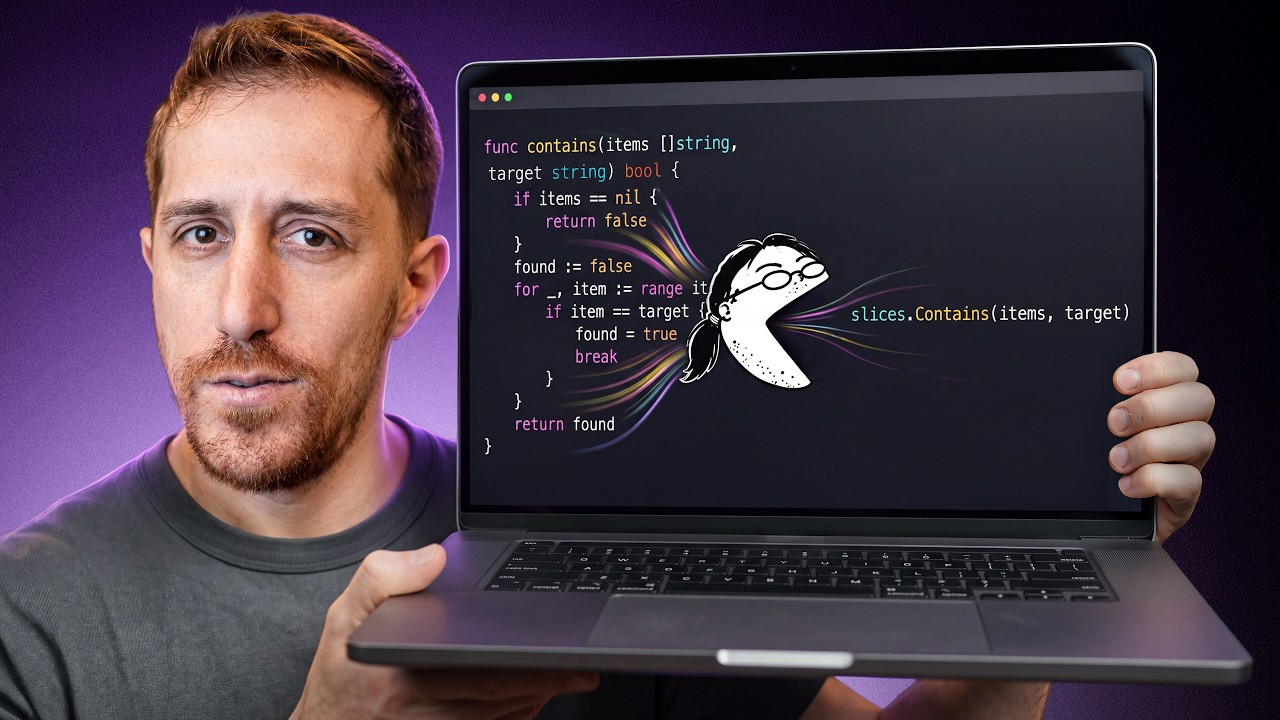 func contains(items []string,
target string) bool {
if items == nil {
return false
}
found := false
for _, item := range it
if item == target {
found = true
break
}
}
return found
}
slices.Contains(items, target)